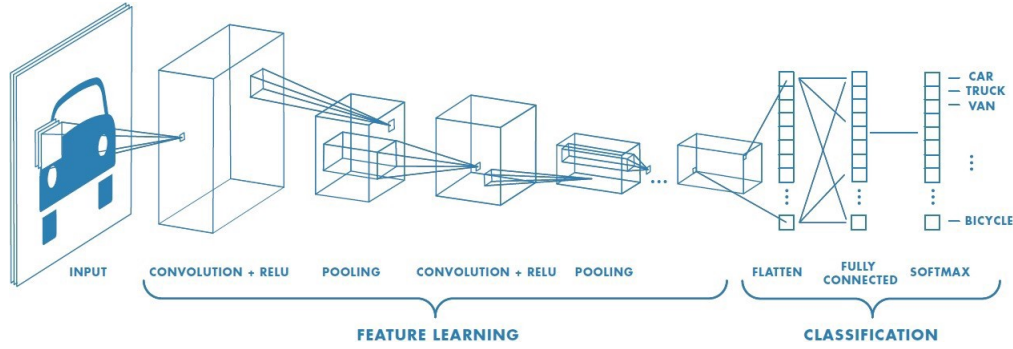 CAR
TRUCK
VAN
BICYCLE
INPUT
CONVOLUTION + RELU
POOLING
CONVOLUTION + RELU
POOLING
FLATTEN
FULLY
CONNECTED
SOFTMAX
FEATURE LEARNING
CLASSIFICATION